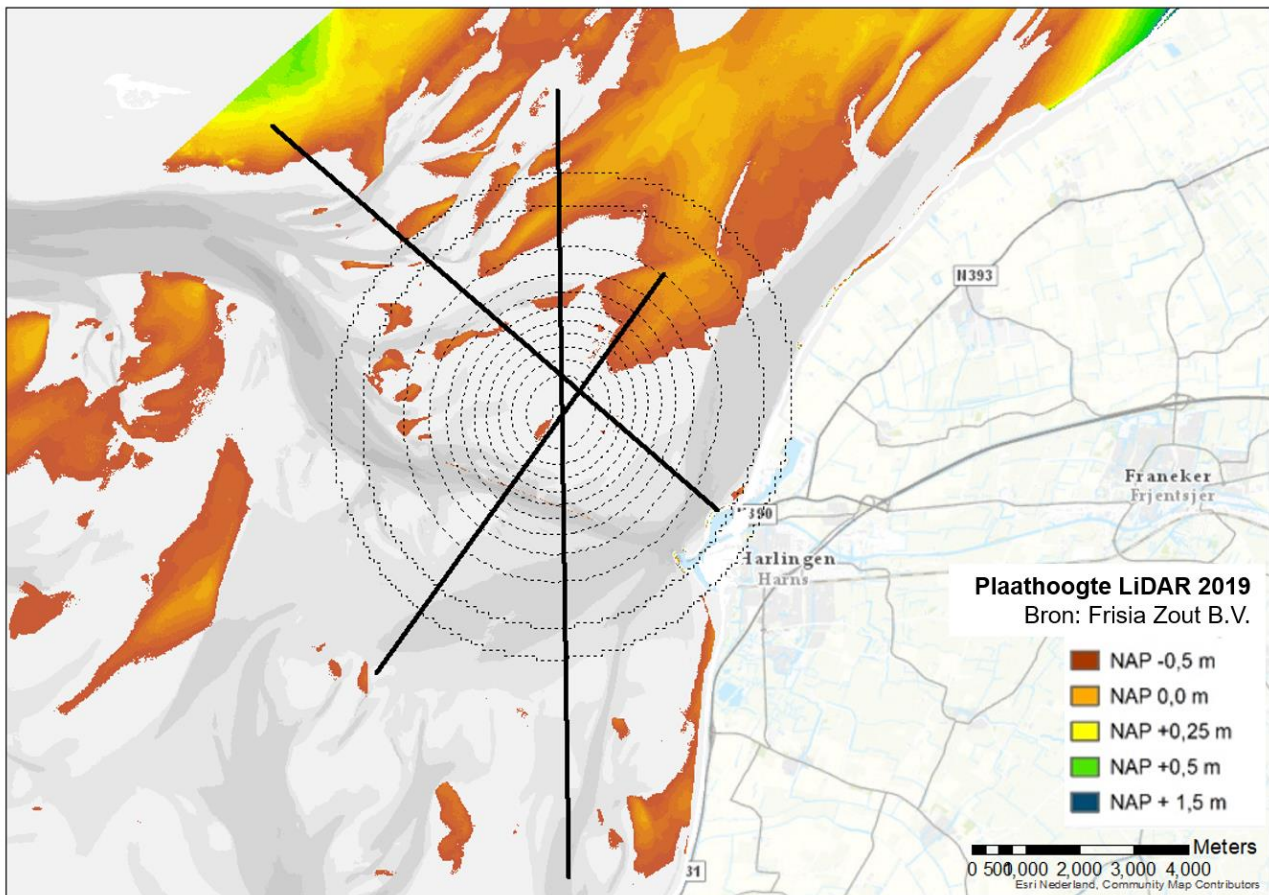 N393
Franeker
Frjentsjer
N390
Harlingen
Harns
Plaathoogte LiDAR 2019
Bron: Frisia Zout B.V.
NAP -0,5 m
NAP 0,0 m
NAP +0,25 m
NAP +0,5 m
NAP + 1,5 m
Meters
0 500 1,000 2,000 3,000 4,000
31
Esri Nederland, Community Map Contributors